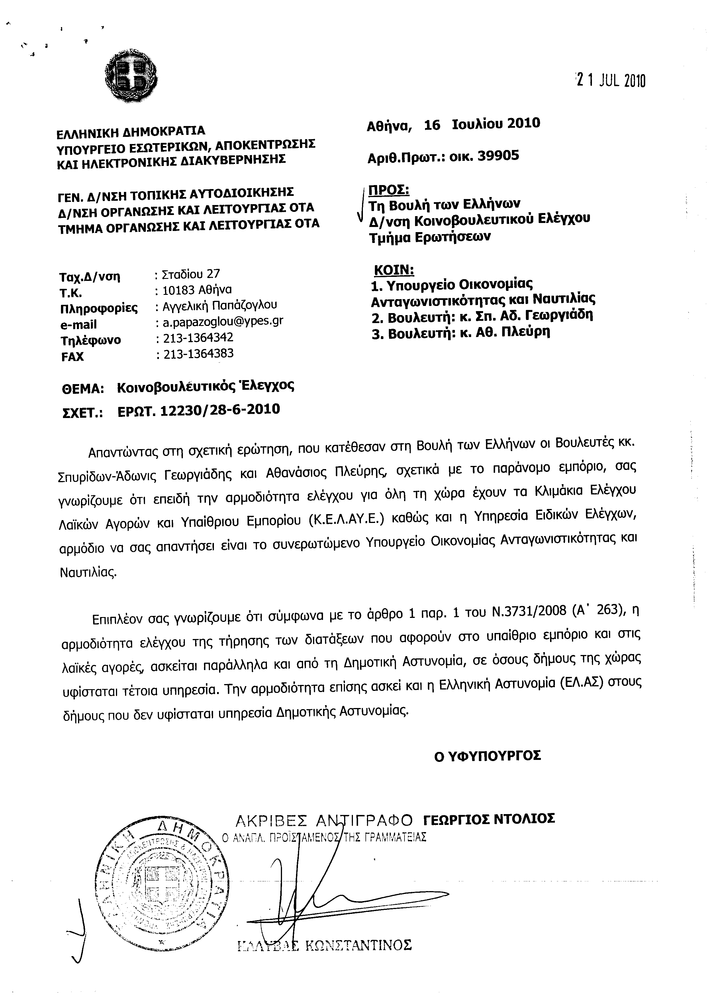 21 JUL 2010
ΕΛΛΗΝΙΚΗ ΔΗΜΟΚΡΑΤΙΑ
ΥΠΟΥΡΓΕΙΟ ΕΣΩΤΕΡΙΚΩΝ, ΑΠΟΚΕΝΤΡΩΣΗΣ
ΚΑΙ ΗΛΕΚΤΡΟΝΙΚΗΣ ΔΙΑΚΥΒΕΡΝΗΣΗΣ
ΓΕΝ. Δ/ΝΣΗ ΤΟΠΙΚΗΣ ΑΥΤΟΔΙΟΙΚΗΣΗΣ
Δ/ΝΣΗ ΟΡΓΑΝΩΣΗΣ ΚΑΙ ΛΕΙΤΟΥΡΓΙΑΣ ΟΤΑ
ΤΜΗΜΑ ΟΡΓΑΝΩΣΗΣ ΚΑΙ ΛΕΙΤΟΥΡΓΙΑΣ ΟΤΑ
Ταχ.Δ/νση : Σταδίου 27
Τ.Κ. : 10183 Αθήνα
Πληροφορίες : Αγγελική Παπάζογλου
e-mail : a.papazoglou@ypes.gr
Τηλέφωνο : 213-1364342
FAX : 213-1364383
Αθήνα, 16 Ιουλίου 2010
Αριθ.Πρωτ.: οικ. 39905
ΠΡΟΣ:
Τη Βουλή των Ελλήνων
Δ/νση Κοινοβουλευτικού Ελέγχου
Τμήμα Ερωτήσεων
ΚΟΙΝ:
1. Υπουργείο Οικονομίας
Ανταγωνιστικότητας και Ναυτιλίας
2. Βουλευτή: κ. Σπ. Αδ. Γεωργιάδη
3. Βουλευτή: κ. Αθ. Πλεύρη
ΘΕΜΑ: Κοινοβουλευτικός Έλεγχος
ΣΧΕΤ.: ΕΡΩΤ. 12230/28-6-2010
Απαντώντας στη σχετική ερώτηση, που κατέθεσαν στη Βουλή των Ελλήνων οι Βουλευτές κκ.
Σπυρίδων-Άδωνις Γεωργιάδης και Αθανάσιος Πλεύρης, σχετικά με το παράνομο εμπόριο, σας
γνωρίζουμε ότι επειδή την αρμοδιότητα ελέγχου για όλη τη χώρα έχουν τα Κλιμάκια Ελέγχου
Λαϊκών Αγορών και Υπαίθριου Εμπορίου (Κ.Ε.Λ.ΑΥ.Ε.) καθώς και η Υπηρεσία Ειδικών Ελέγχων,
αρμόδιο να σας απαντήσει είναι το συνερωτώμενο Υπουργείο Οικονομίας Ανταγωνιστικότητας και
Ναυτιλίας.
Επιπλέον σας γνωρίζουμε ότι σύμφωνα με το άρθρο 1 παρ. 1 του Ν.3731/2008 (Α΄ 263), η
αρμοδιότητα ελέγχου της τήρησης των διατάξεων που αφορούν στο υπαίθριο εμπόριο και στις
λαϊκές αγορές, ασκείται παράλληλα και από τη Δημοτική Αστυνομία, σε όσους δήμους της χώρας
υφίσταται τέτοια υπηρεσία. Την αρμοδιότητα επίσης ασκεί και η Ελληνική Αστυνομία (ΕΛ.ΑΣ) στους
δήμους που δεν υφίσταται υπηρεσία Δημοτικής Αστυνομίας.
Ο ΥΦΥΠΟΥΡΓΟΣ
ΑΚΡΙΒΕΣ ΑΝΤΙΓΡΑΦΟ ΓΕΩΡΓΙΟΣ ΝΤΟΛΙΟΣ
Ο ΑΝΑΠΛ. ΠΡΟΪΣΤΑΜΕΝΟΣ ΤΗΣ ΓΡΑΜΜΑΤΕΙΑΣ
ΕΛΛΗΝΙΚΗ ΔΗΜΟΚΡΑΤΙΑ
ΚΩΝΣΤΑΝΤΙΝΟΣ